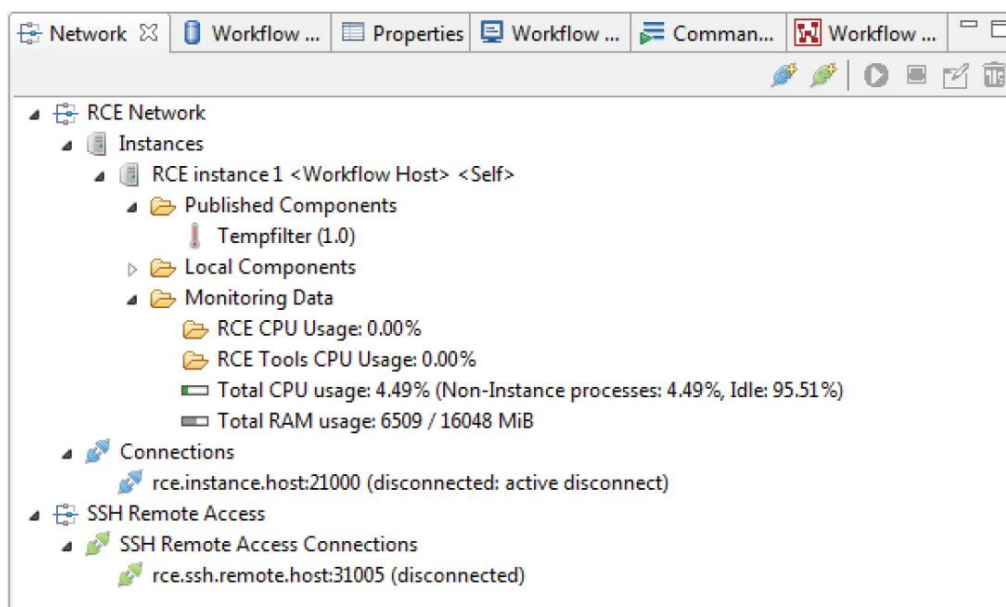 Network Workflow ... Properties Workflow ... Comman... Workflow ...
RCE Network
Instances
RCE instance 1 <Workflow Host> <Self>
Published Components
Tempfilter (1.0)
Local Components
Monitoring Data
RCE CPU Usage: 0.00%
RCE Tools CPU Usage: 0.00%
Total CPU usage: 4.49% (Non-Instance processes: 4.49%, Idle: 95.51%)
Total RAM usage: 6509 / 16048 MiB
Connections
rce.instance.host:21000 (disconnected: active disconnect)
SSH Remote Access
SSH Remote Access Connections
rce.ssh.remote.host:31005 (disconnected)